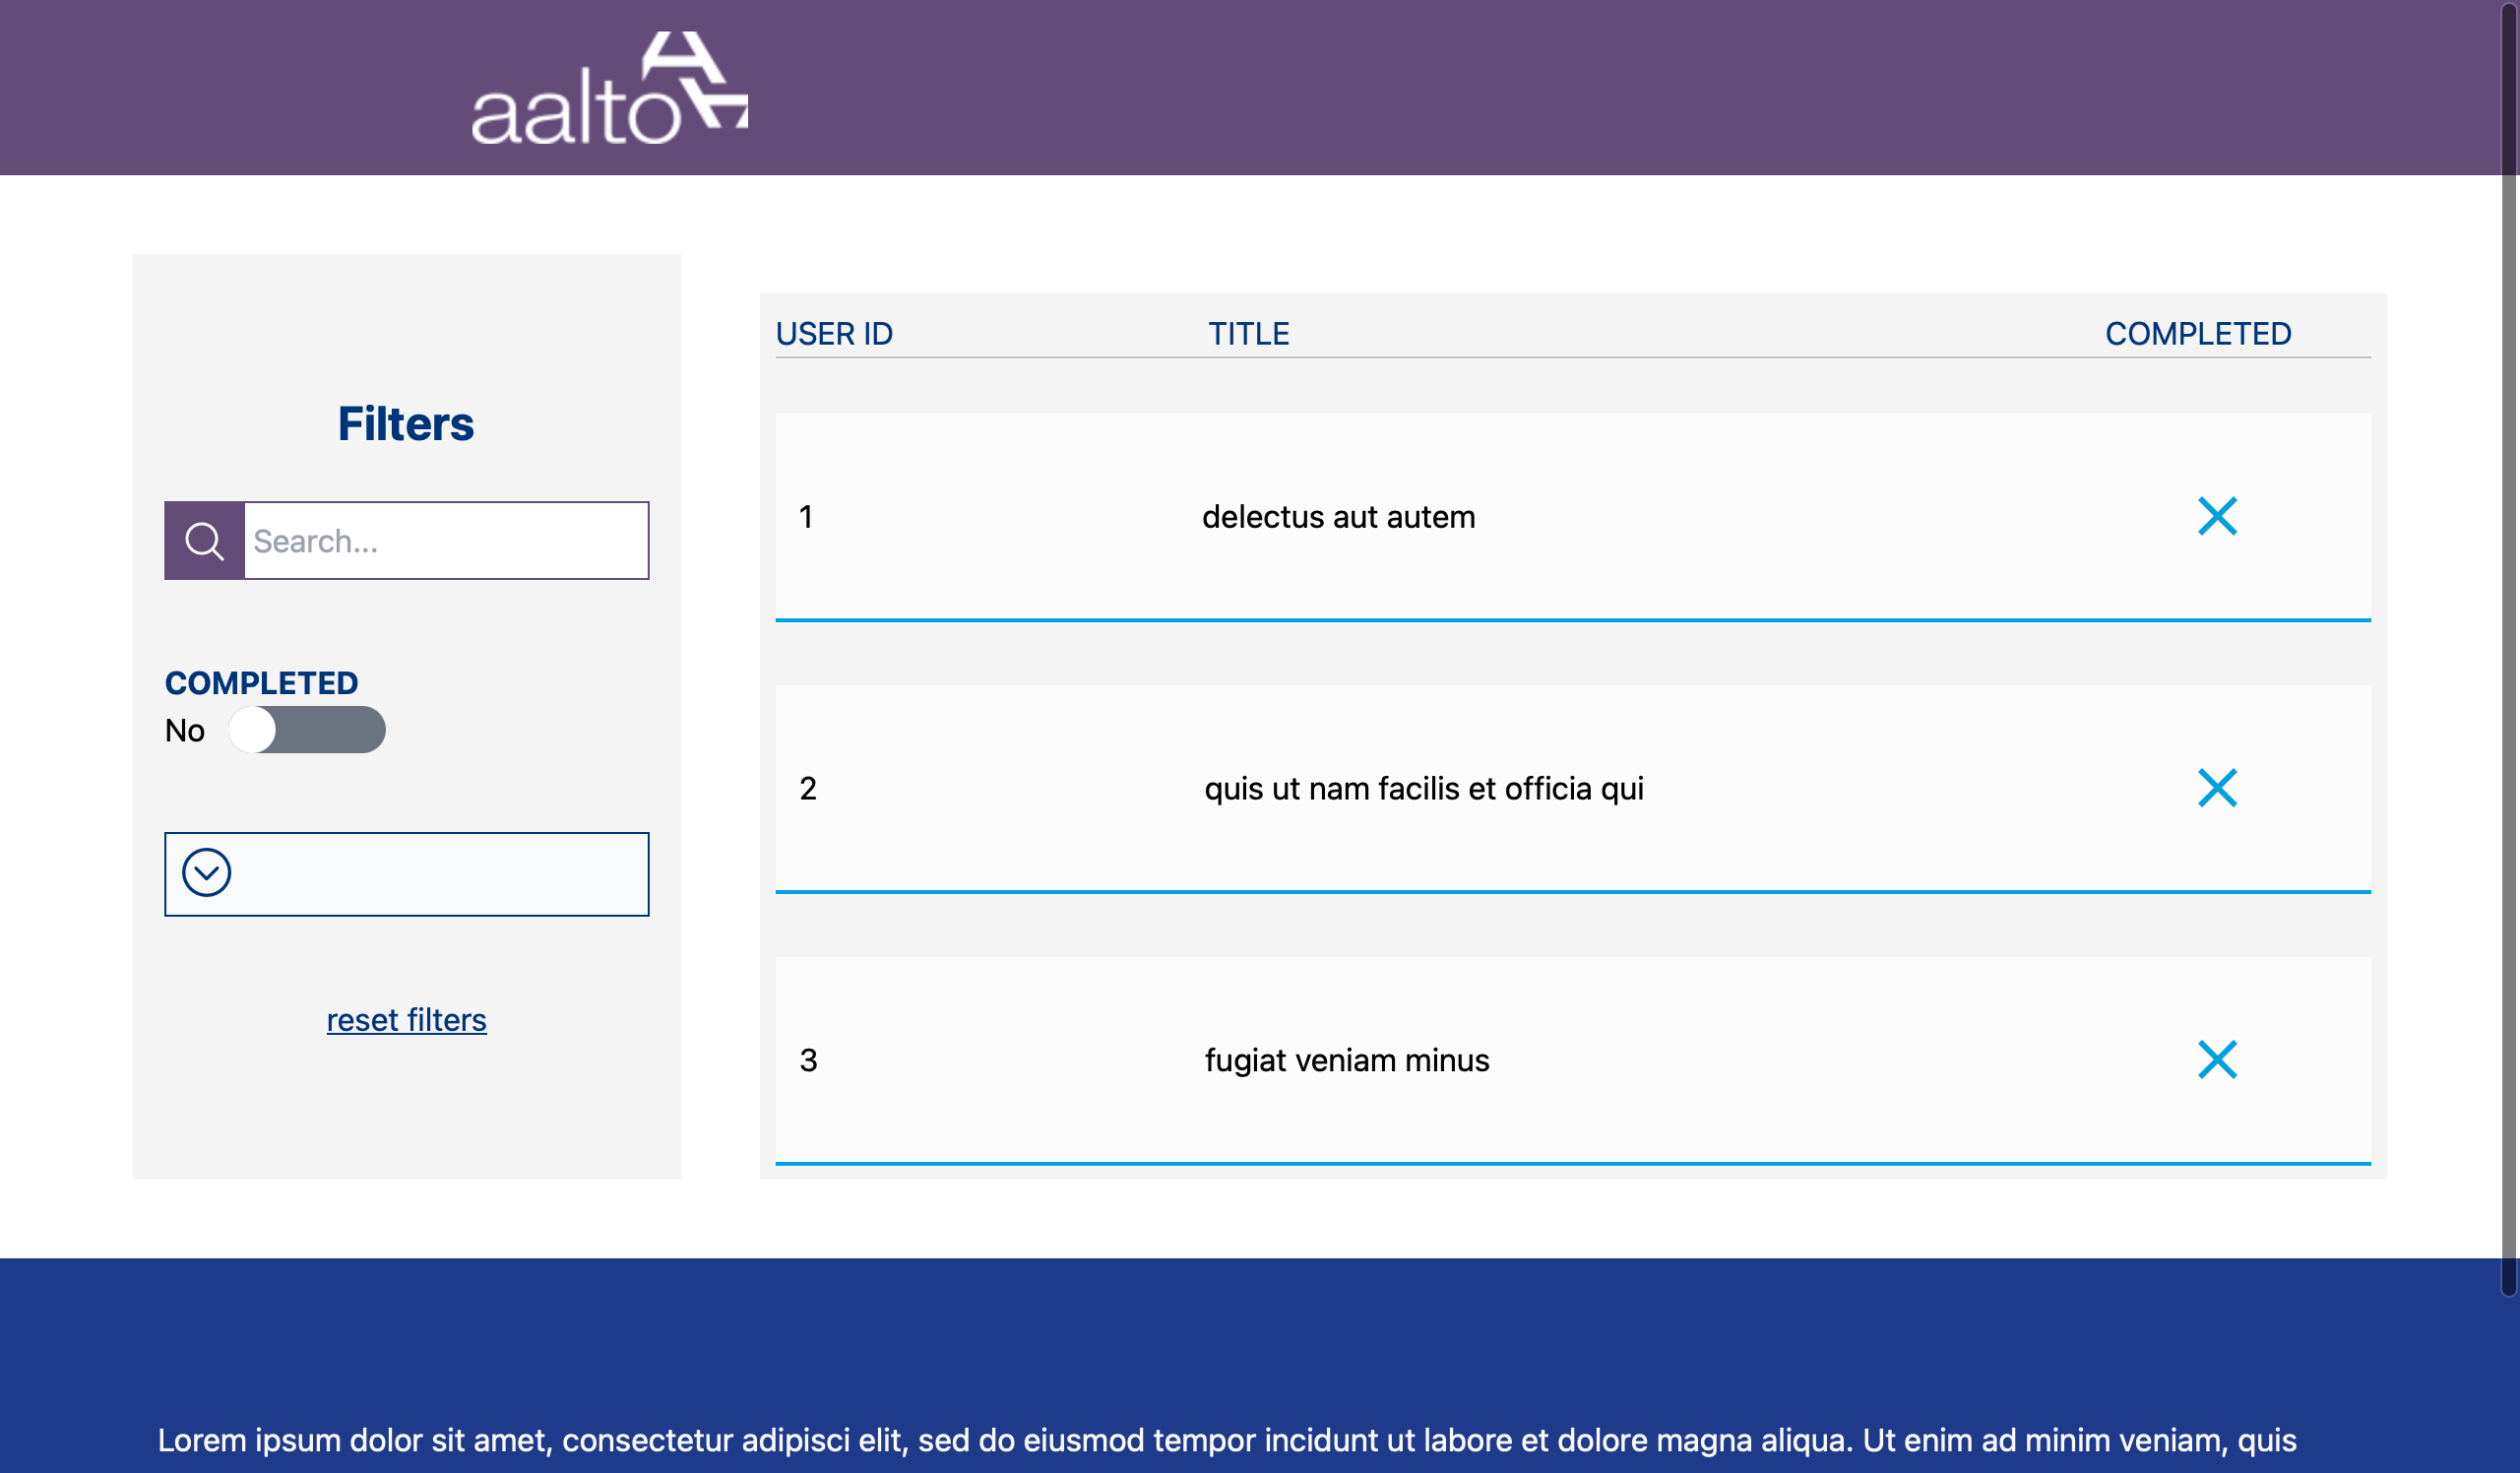 aalto
Filters
Search...
COMPLETED
No
reset filters
USER ID TITLE COMPLETED
1 delectus aut autem
2 quis ut nam facilis et officia qui
3 fugiat veniam minus
Lorem ipsum dolor sit amet, consectetur adipisci elit, sed do eiusmod tempor incidunt ut labore et dolore magna aliqua. Ut enim ad minim veniam, quis